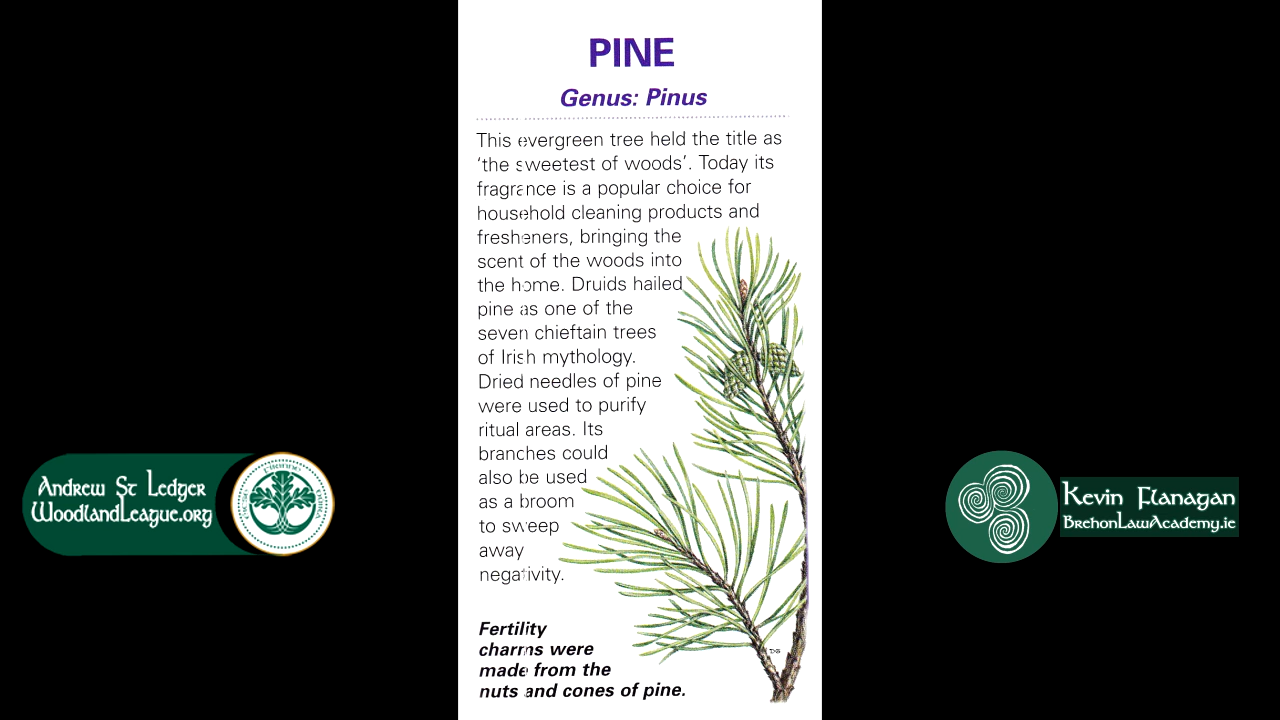 PINE
Genus: Pinus
This evergreen tree held the title as
'the sweetest of woods'. Today its
fragrance is a popular choice for
household cleaning products and
fresheners, bringing the
scent of the woods into
the home. Druids hailed
pine as one of the
seven chieftain trees
of Irish mythology.
Dried needles of pine
were used to purify
ritual areas. Its
branches could
also be used
as a broom
to sweep
away
negativity.
Fertility
charms were
made from the
nuts and cones of pine.
Andrew St Ledger
WoodlandLeague.org
Kevin Flanagan
BrehonLawAcademy.ie